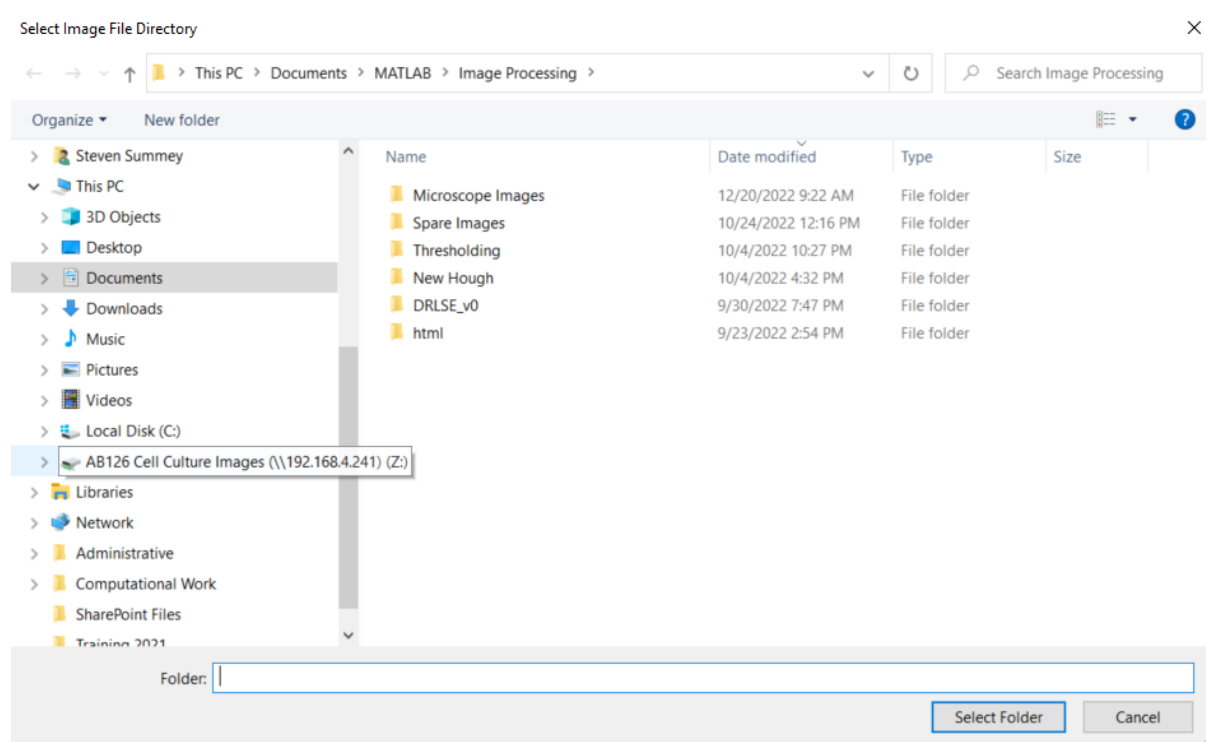 Select Image File Directory
This PC > Documents > MATLAB > Image Processing >
Search Image Processing
Organize
New folder
Steven Summey
This PC
3D Objects
Desktop
Documents
Downloads
Music
Pictures
Videos
Local Disk (C:)
AB126 Cell Culture Images (\\192.168.4.241) (Z:)
Libraries
Network
Administrative
Computational Work
SharePoint Files
Training 2021
Name Date modified Type Size
Microscope Images 12/20/2022 9:22 AM File folder
Spare Images 10/24/2022 12:16 PM File folder
Thresholding 10/4/2022 10:27 PM File folder
New Hough 10/4/2022 4:32 PM File folder
DRLSE_v0 9/30/2022 7:47 PM File folder
html 9/23/2022 2:54 PM File folder
Folder:
Select Folder Cancel